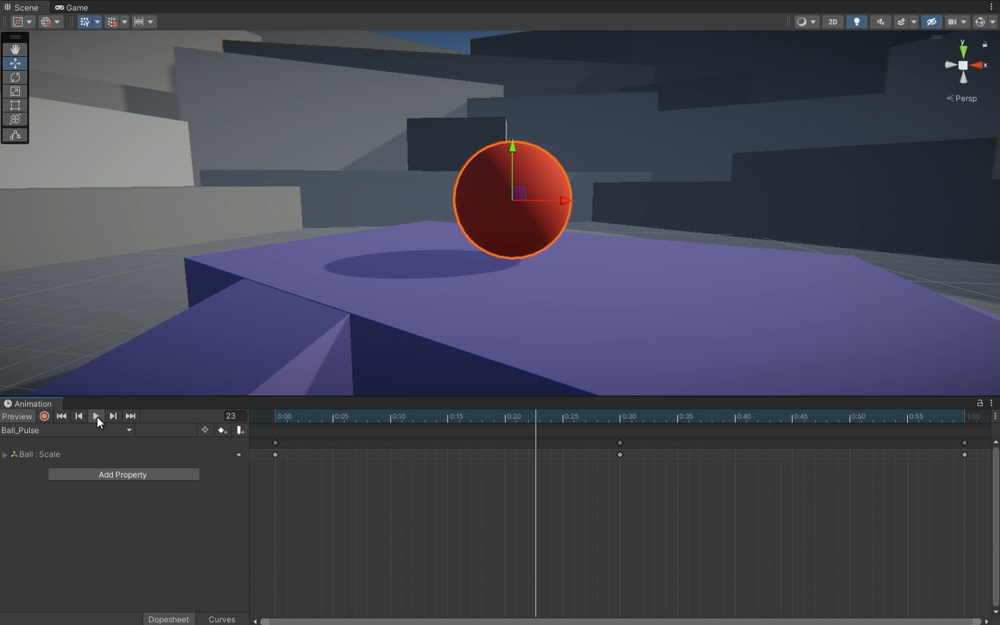 Scene Game
2D
y
x
Persp
Animation
Preview 23 0:00 0:05 0:10 0:15 0:20 0:25 0:30 0:35 0:40 0:45 0:50 0:55 1:00
Ball_Pulse
Ball : Scale
Add Property
Dopesheet Curves